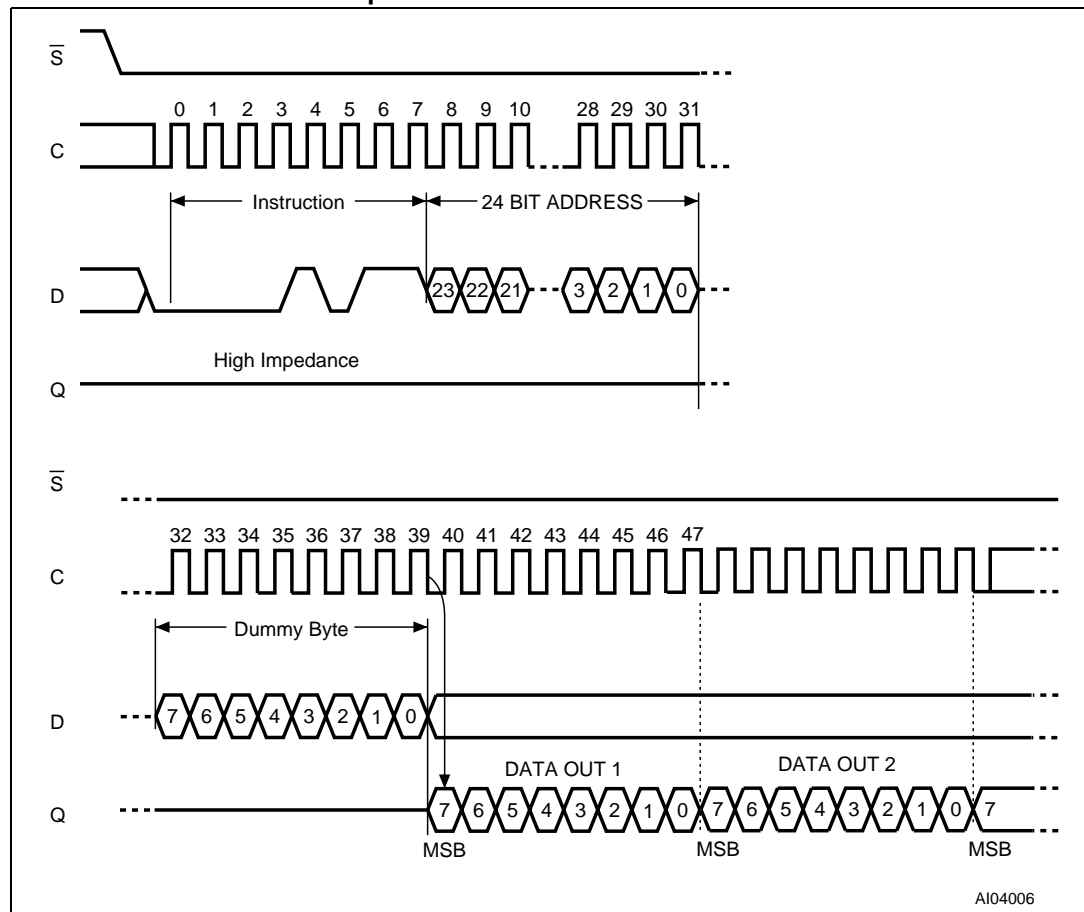 S
0 1 2 3 4 5 6 7 8 9 10 28 29 30 31
C
Instruction 24 BIT ADDRESS
D 23 22 21 3 2 1 0
High Impedance
Q
S
32 33 34 35 36 37 38 39 40 41 42 43 44 45 46 47
C
Dummy Byte
D 7 6 5 4 3 2 1 0
DATA OUT 1 DATA OUT 2
Q 7 6 5 4 3 2 1 0 7 6 5 4 3 2 1 0 7
MSB MSB MSB
AI04006